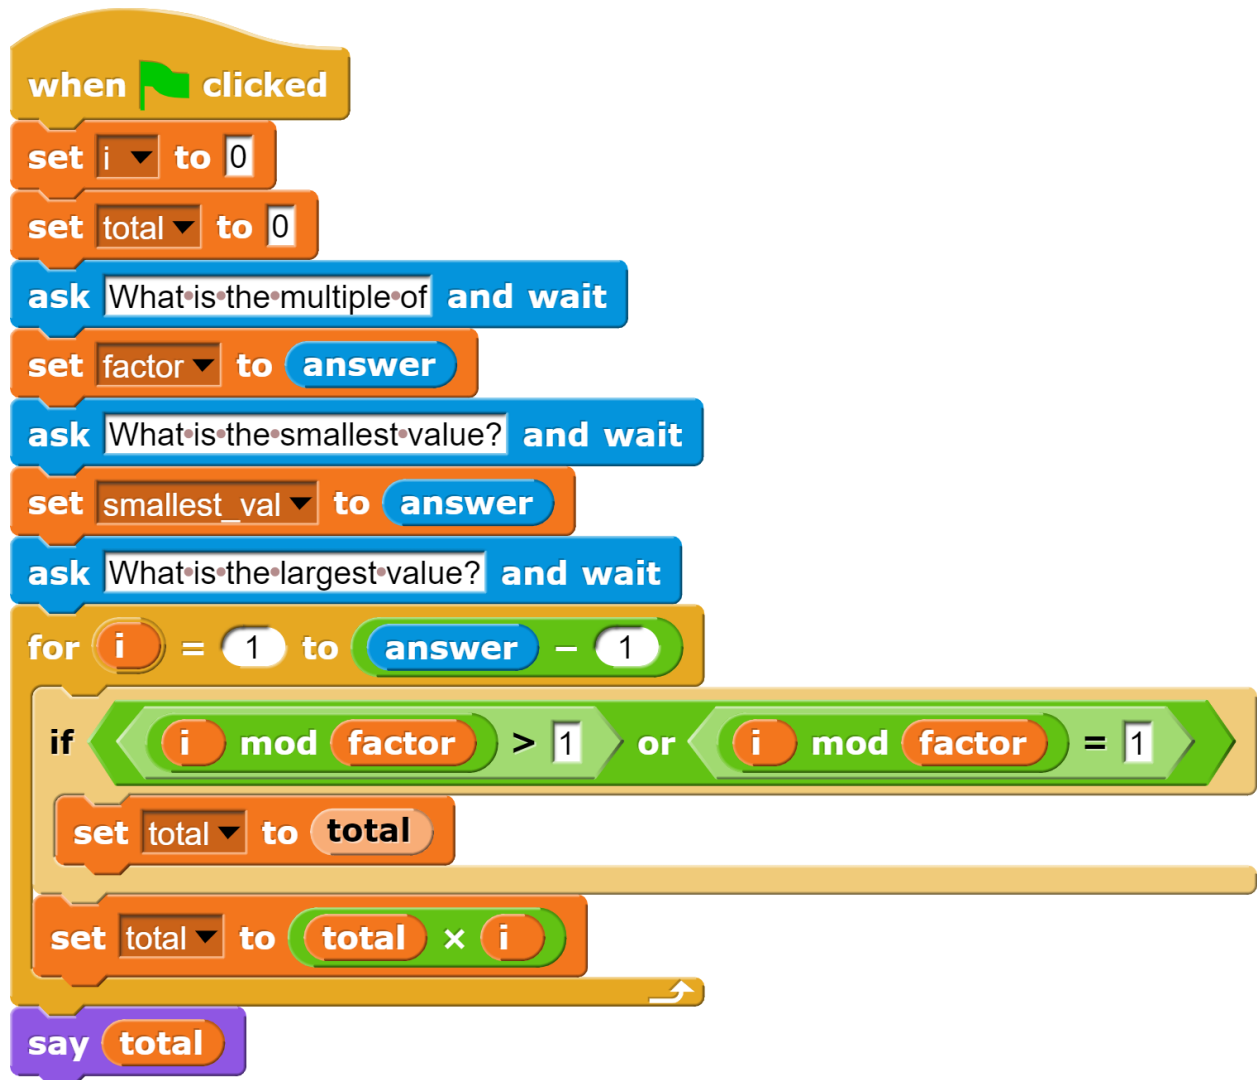 when clicked
set i to 0
set total to 0
ask What is the multiple of and wait
set factor to answer
ask What is the smallest value? and wait
set smallest_val to answer
ask What is the largest value? and wait
for i = 1 to answer − 1
if i mod factor > 1 or i mod factor = 1
set total to total
set total to total × i
say total